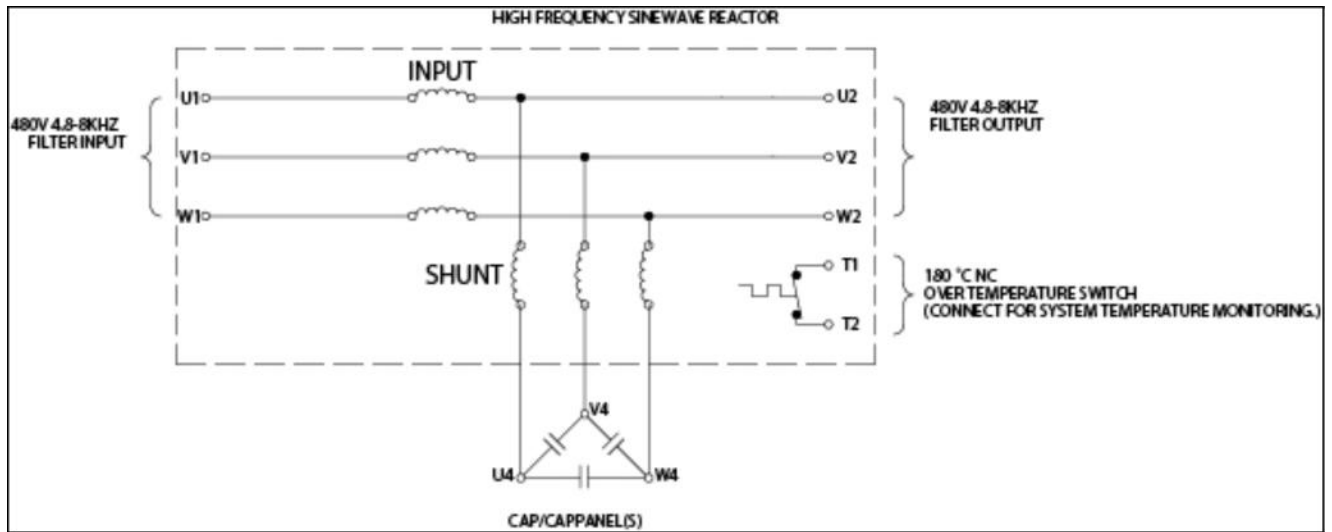 HIGH FREQUENCY SINEWAVE REACTOR
INPUT
U1
U2
480V 4.8-8KHZ
FILTER INPUT
480V 4.8-8KHZ
FILTER OUTPUT
V1
V2
W1
W2
SHUNT
T1
180 °C NC
OVER TEMPERATURE SWITCH
(CONNECT FOR SYSTEM TEMPERATURE MONITORING.)
T2
V4
U4
W4
CAP/CAPPANEL(S)